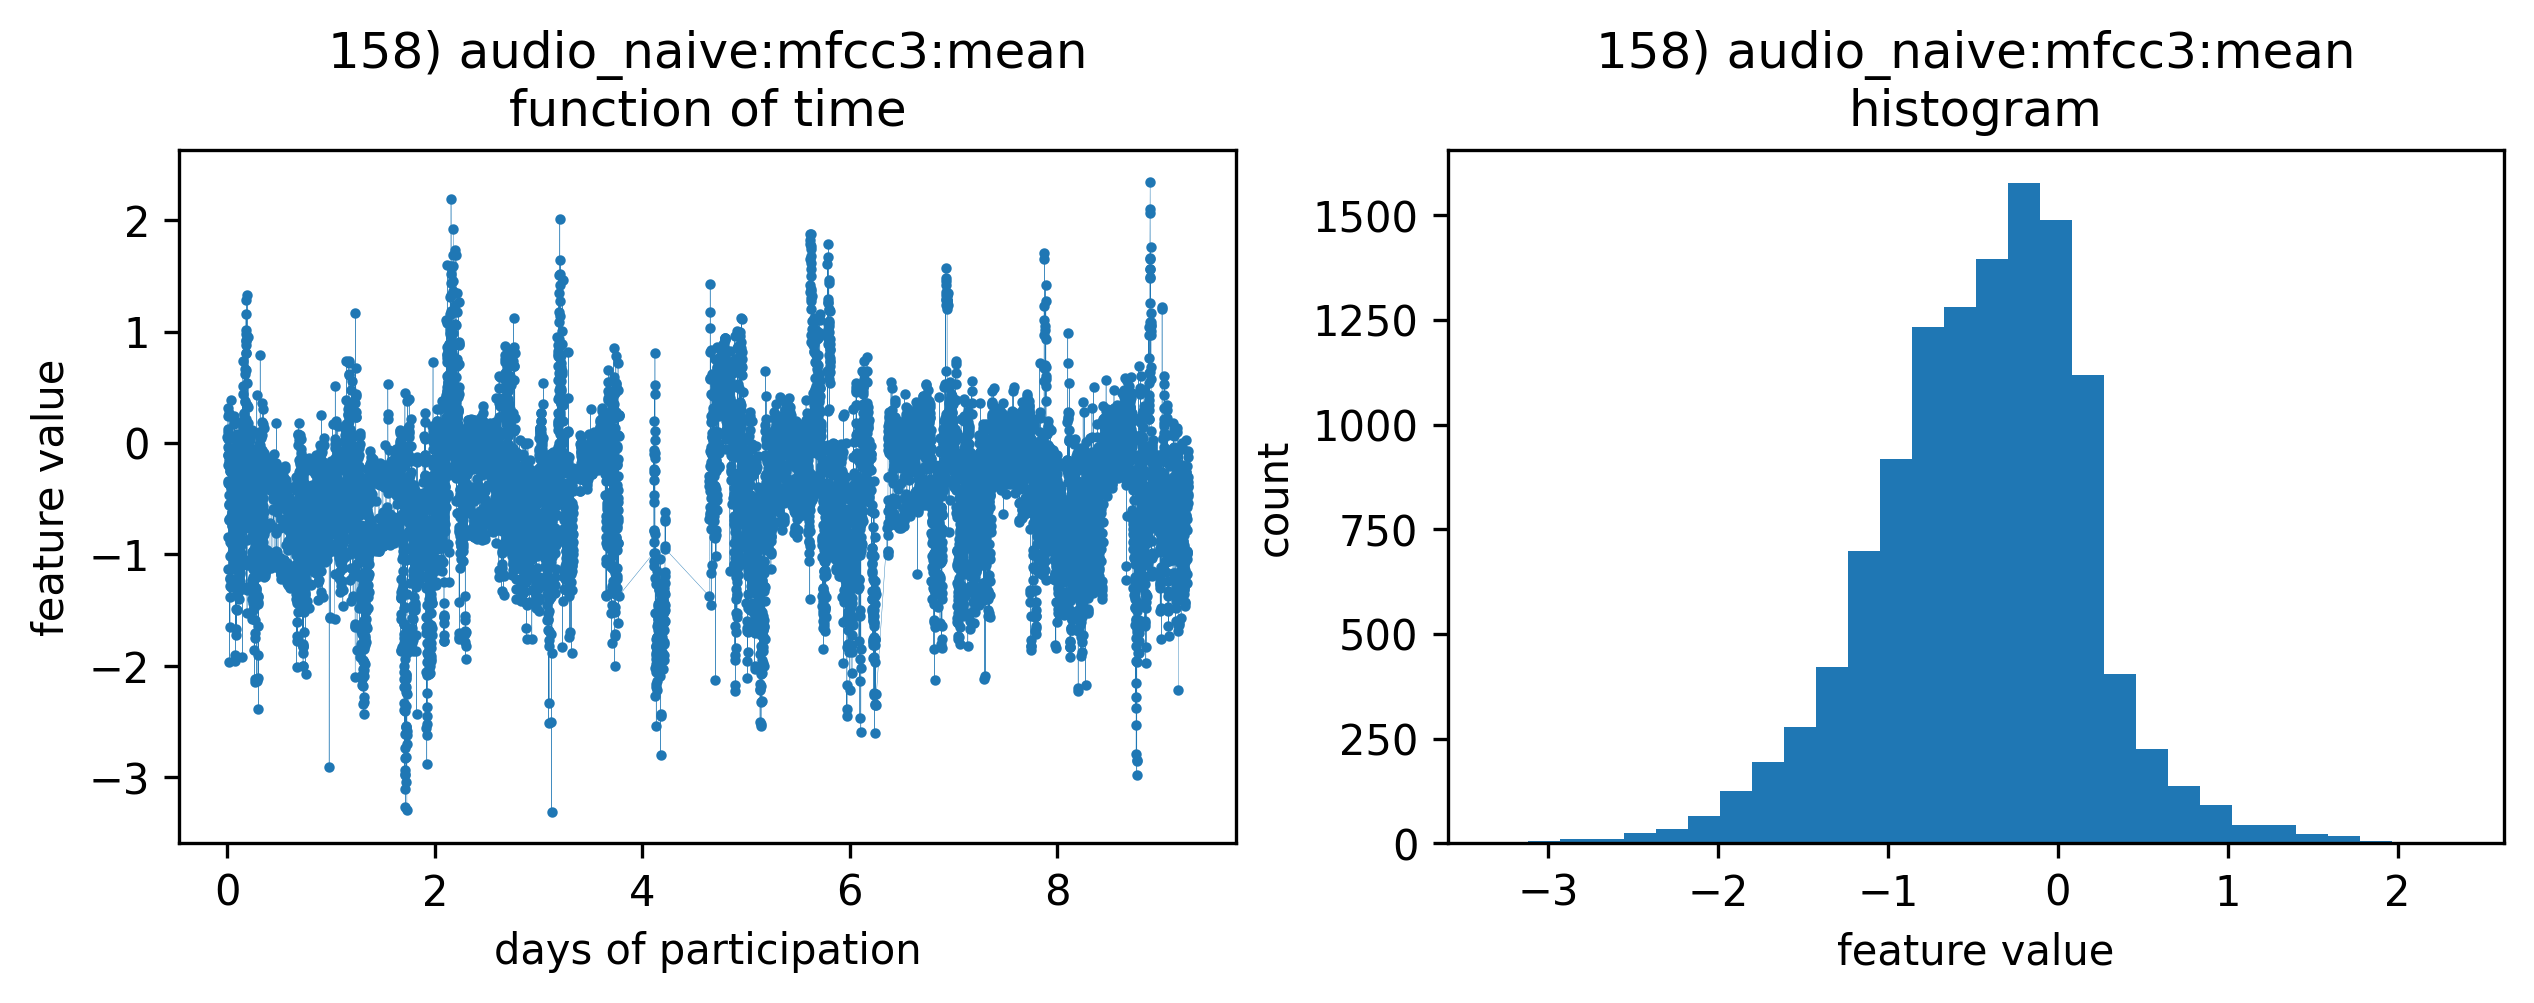 158) audio_naive:mfcc3:mean
function of time
feature value
2
1
0
−1
−2
−3
0 2 4 6 8
days of participation
158) audio_naive:mfcc3:mean
histogram
count
1500
1250
1000
750
500
250
0
−3 −2 −1 0 1 2
feature value